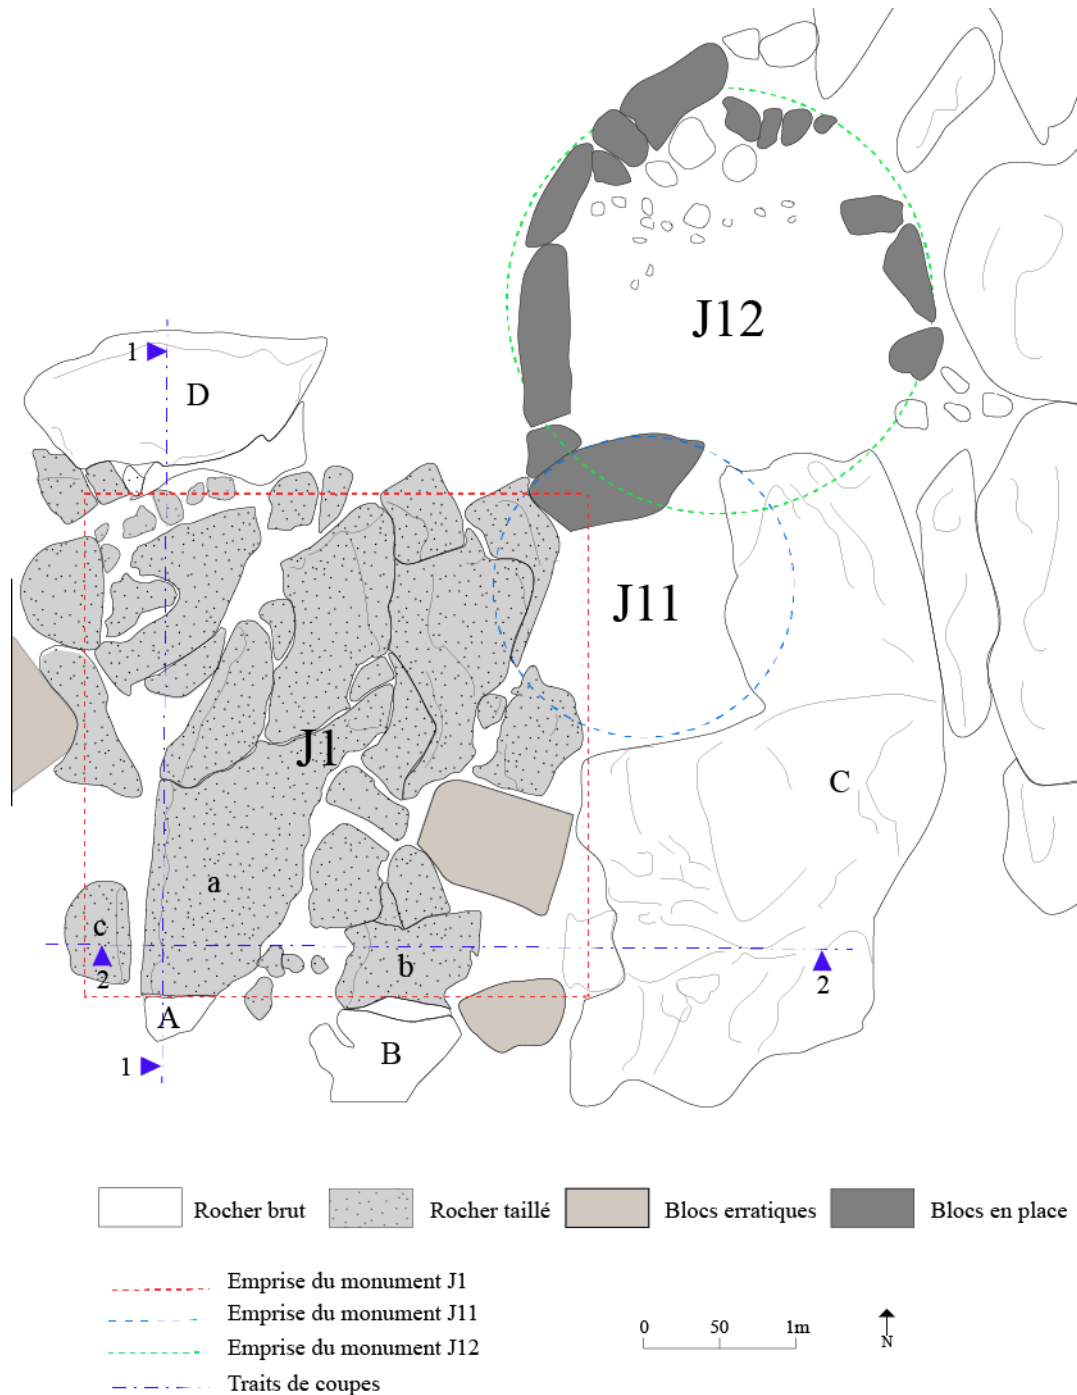 J12
1
D
J11
J1
C
a
c
b
2
2
A
B
1
Rocher brut
Rocher taillé
Blocs erratiques
Blocs en place
Emprise du monument J1
Emprise du monument J11
Emprise du monument J12
Traits de coupes
0 50 1m
N